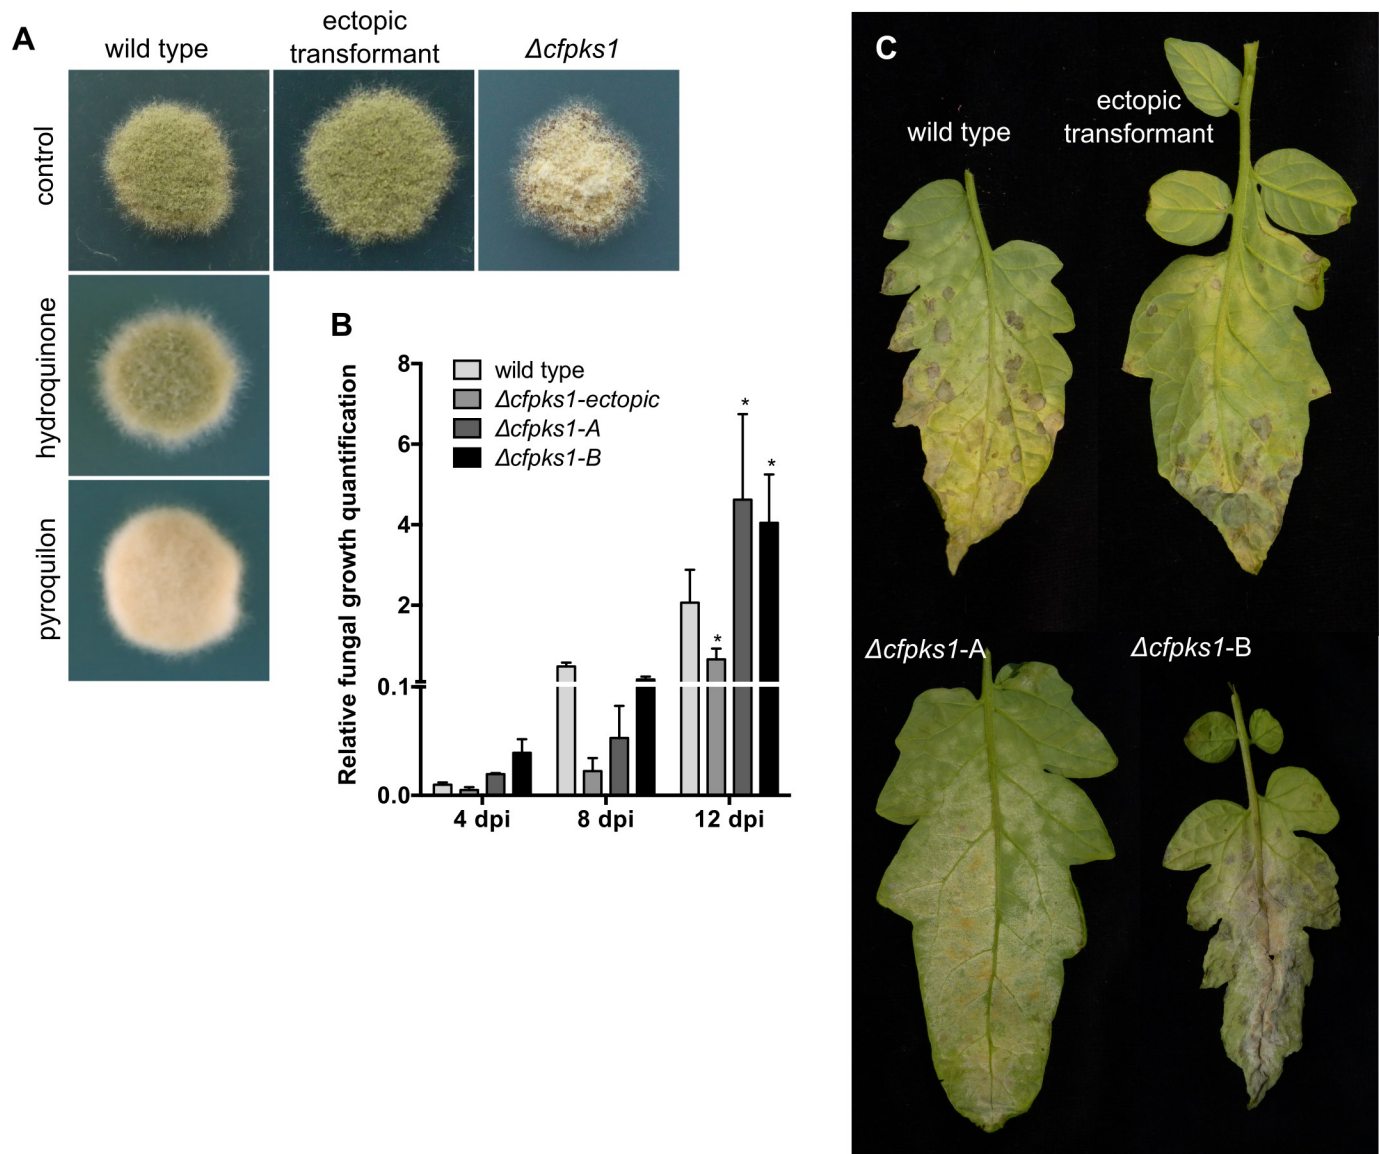 A
wild type
ectopic
transformant
Δcfpks1
control
hydroquinone
pyroquilon
B
Relative fungal growth quantification
8
6
4
2
0.1
0.0
wild type
Δcfpks1-ectopic
Δcfpks1-A
Δcfpks1-B
*
*
*
4 dpi
8 dpi
12 dpi
C
wild type
ectopic
transformant
Δcfpks1-A
Δcfpks1-B